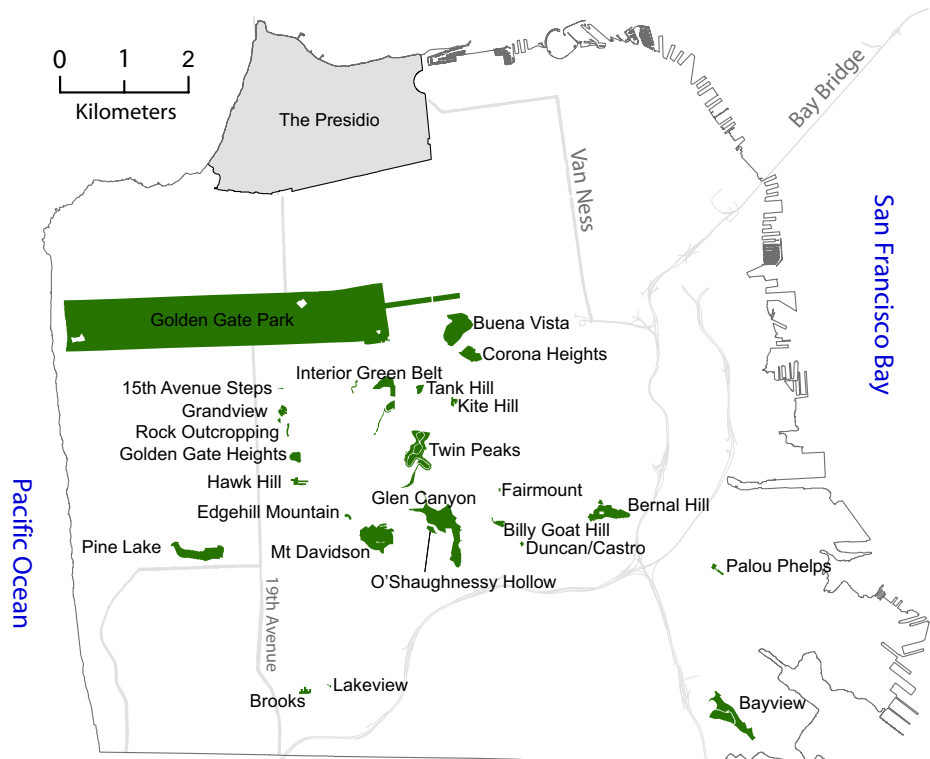 0 1 2
Kilometers
The Presidio
Bay Bridge
Van Ness
San Francisco Bay
Golden Gate Park
Buena Vista
Corona Heights
Interior Green Belt
15th Avenue Steps
Tank Hill
Kite Hill
Grandview
Rock Outcropping
Golden Gate Heights
Twin Peaks
Hawk Hill
Fairmount
Glen Canyon
Bernal Hill
Edgehill Mountain
Billy Goat Hill
Pacific Ocean
Pine Lake
Mt Davidson
Duncan/Castro
Palou Phelps
O'Shaughnessy Hollow
19th Avenue
Lakeview
Brooks
Bayview